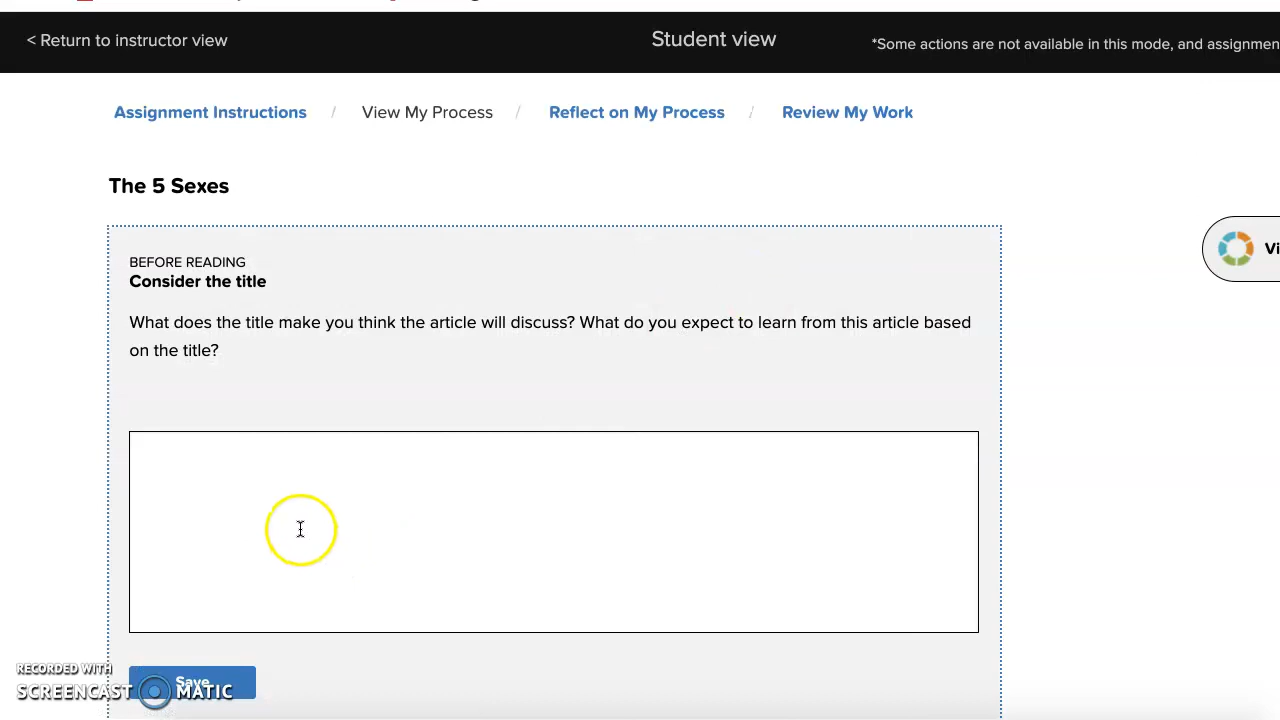 < Return to instructor view
Student view
*Some actions are not available in this mode, and assignmen
Assignment Instructions / View My Process / Reflect on My Process / Review My Work
The 5 Sexes
Vi
BEFORE READING
Consider the title
What does the title make you think the article will discuss? What do you expect to learn from this article based
on the title?
Save
RECORDED WITH
SCREENCAST MATIC